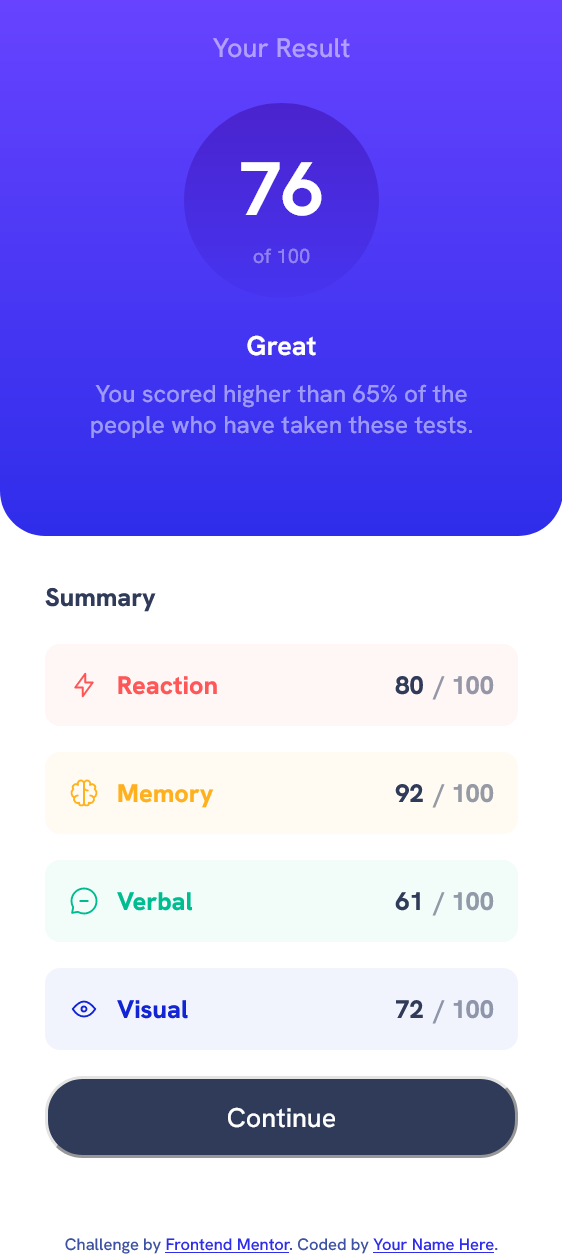 Your Result
76
of 100
Great
You scored higher than 65% of the
people who have taken these tests.
Summary
Reaction 80 / 100
Memory 92 / 100
Verbal 61 / 100
Visual 72 / 100
Continue
Challenge by Frontend Mentor. Coded by Your Name Here.